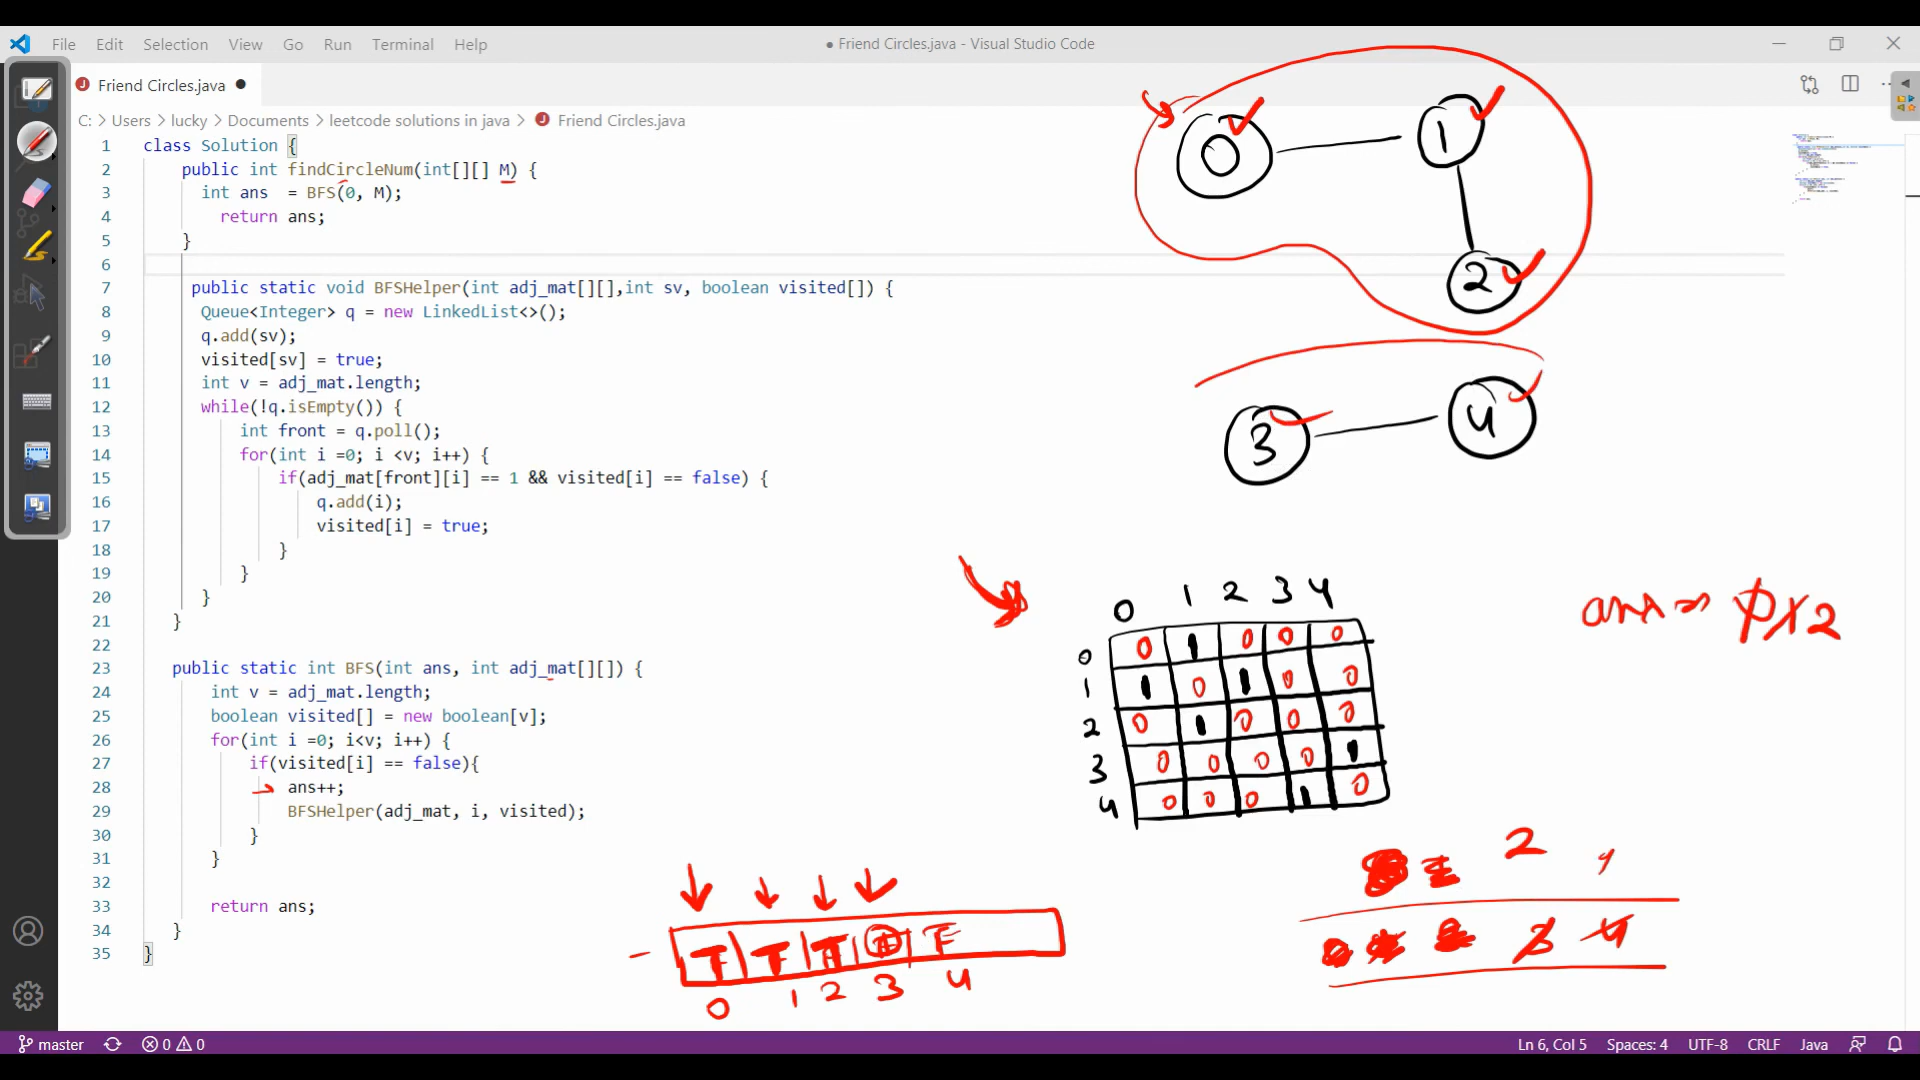 File Edit Selection View Go Run Terminal Help
● Friend Circles.java - Visual Studio Code
Friend Circles.java ●
C: > Users > lucky > Documents > leetcode solutions in java > Friend Circles.java
1 class Solution {
2 public int findCircleNum(int[][] M) {
3 int ans  = BFS(0, M);
4 return ans;
5 }
6
7 public static void BFSHelper(int adj_mat[][],int sv, boolean visited[]) {
8 Queue<Integer> q = new LinkedList<>();
9 q.add(sv);
10 visited[sv] = true;
11 int v = adj_mat.length;
12 while(!q.isEmpty()) {
13 int front = q.poll();
14 for(int i =0; i <v; i++) {
15 if(adj_mat[front][i] == 1 && visited[i] == false) {
16 q.add(i);
17 visited[i] = true;
18 }
19 }
20 }
21 }
22
23 public static int BFS(int ans, int adj_mat[][]) {
24 int v = adj_mat.length;
25 boolean visited[] = new boolean[v];
26 for(int i =0; i<v; i++) {
27 if(visited[i] == false){
28 ans++;
29 BFSHelper(adj_mat, i, visited);
30 }
31 }
32
33 return ans;
34 }
35 }
0 1
2
3 4
0 1 2 3 4
0 0 1 0 0 0
1 1 0 1 0 0
2 0 1 0 0 0
3 0 0 0 0 1
4 0 0 0 1 0
ans = 0 1 2
2
3 4
0 1 2 3 4
master 0 0
Ln 6, Col 5 Spaces: 4 UTF-8 CRLF Java